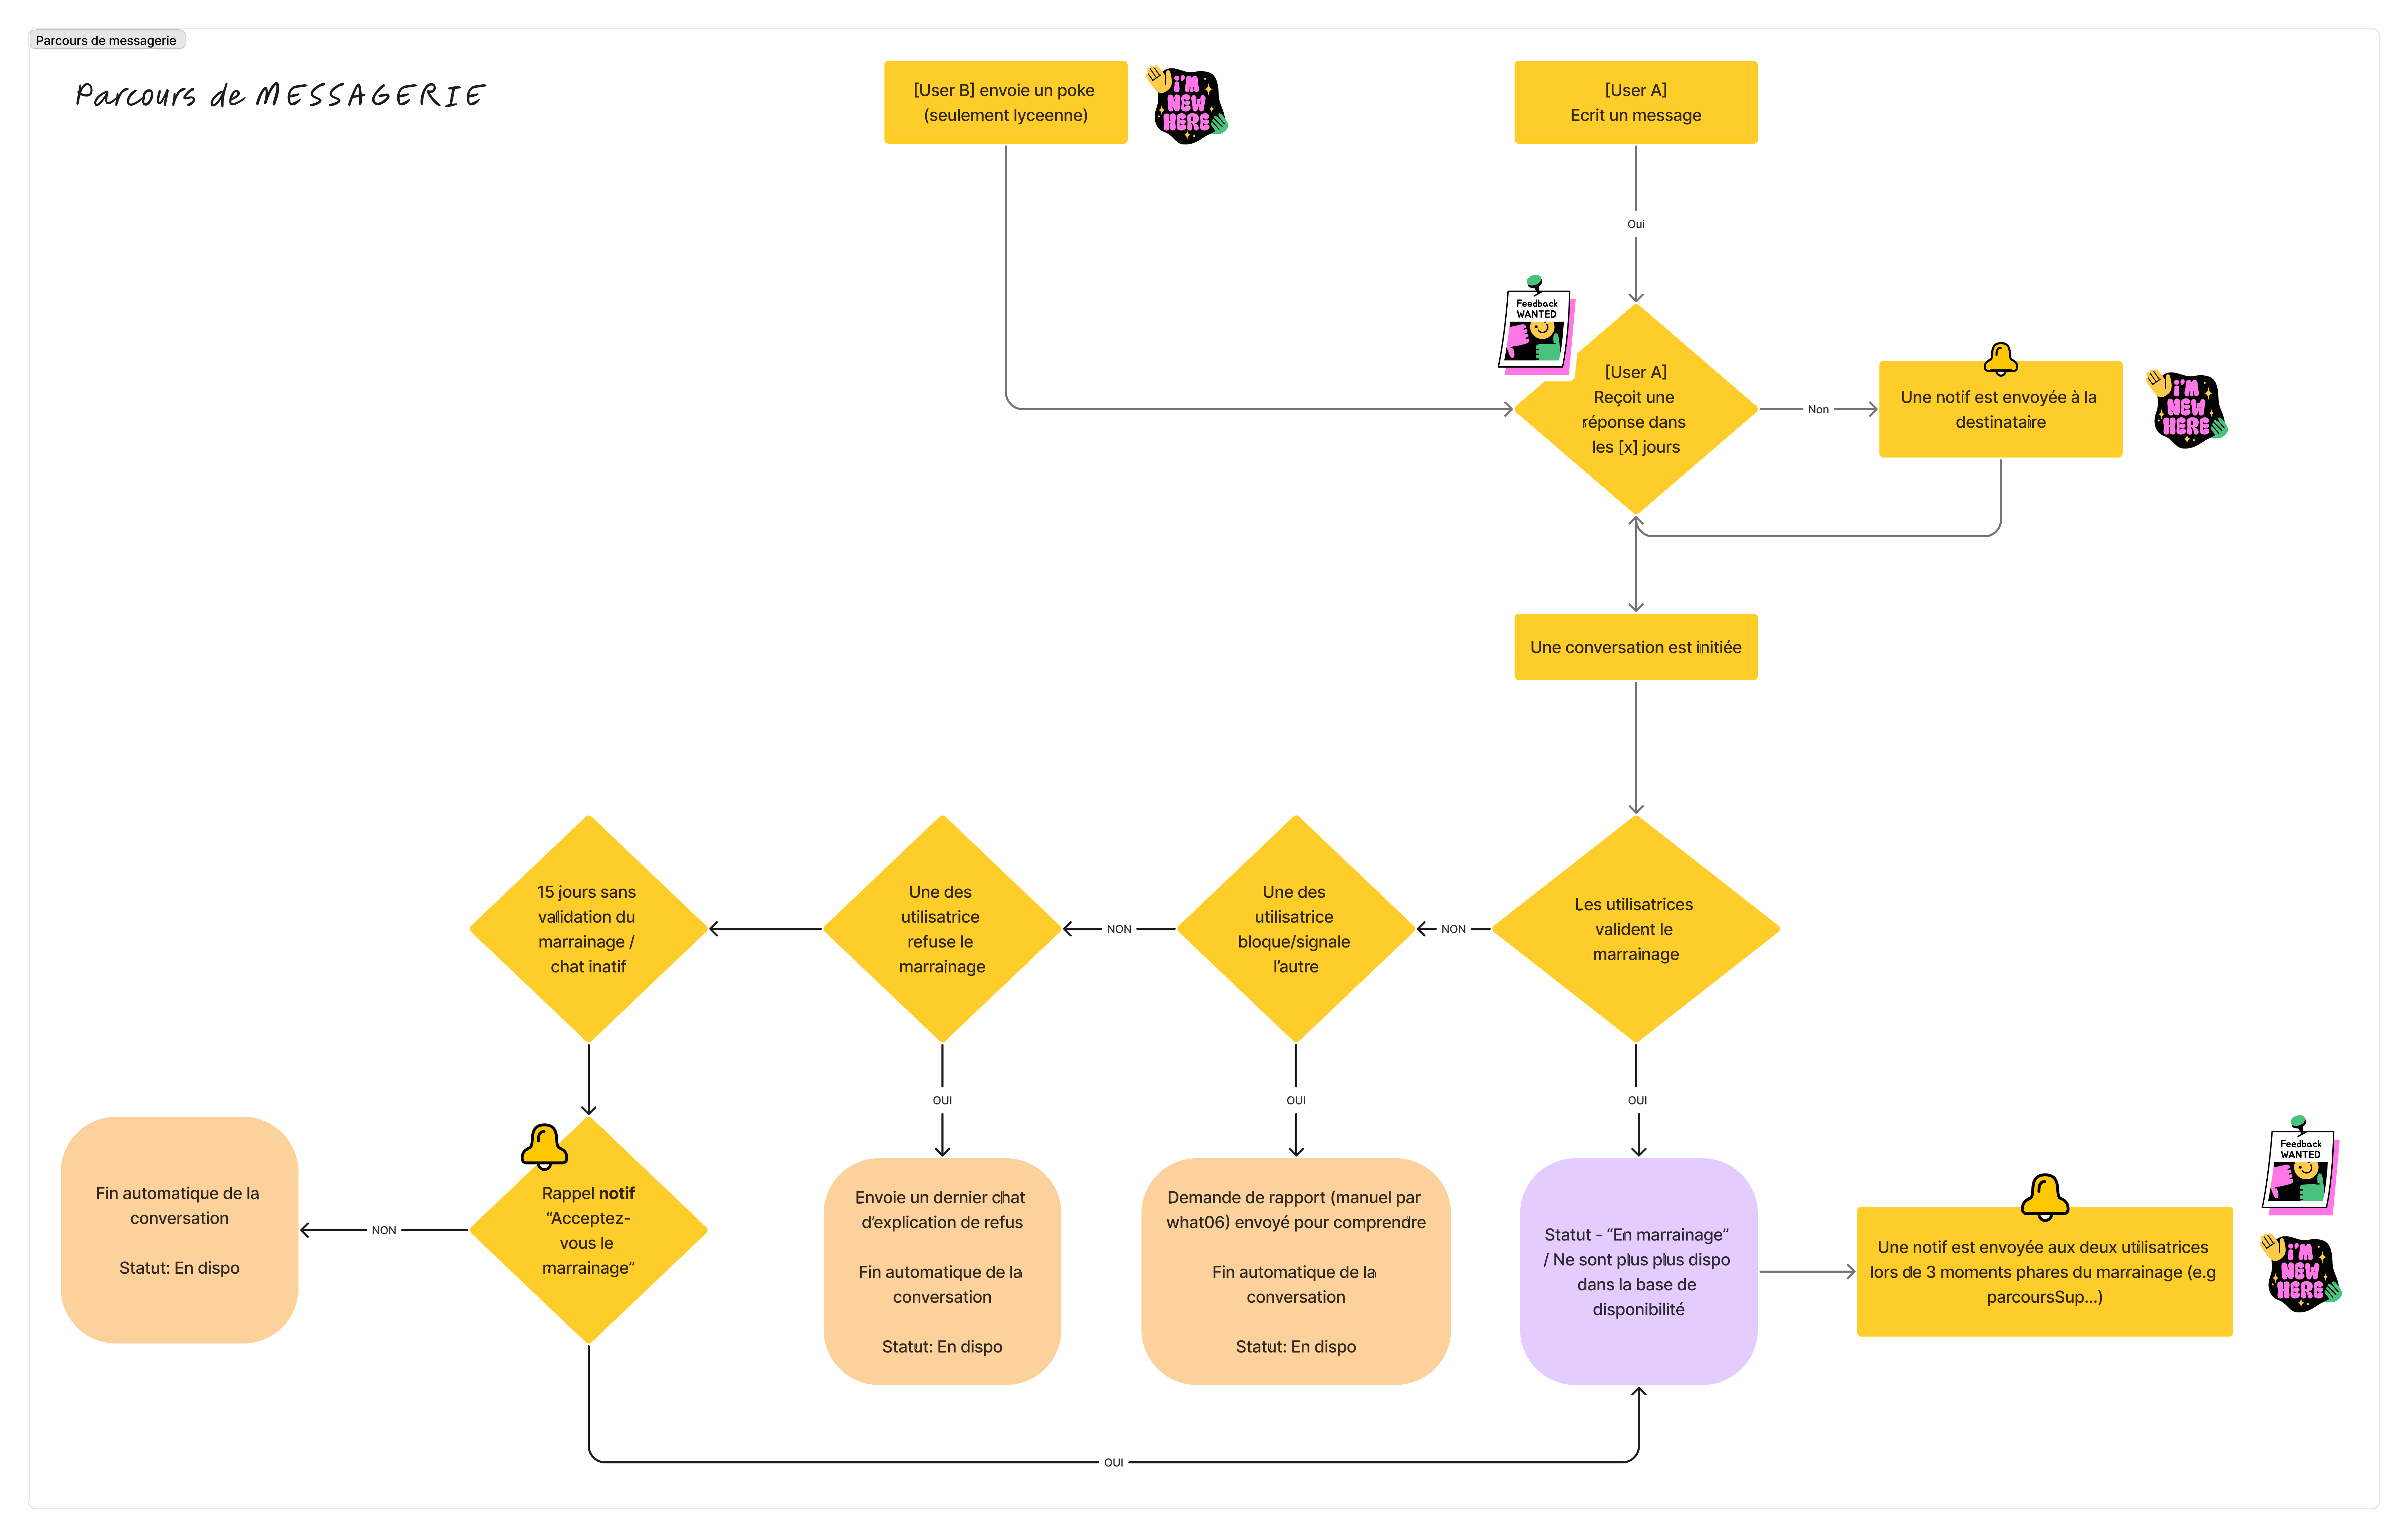 Parcours de messagerie
Parcours de MESSAGERIE
[User B] envoie un poke
(seulement lyceenne)
I'M
NEW
HERE
[User A]
Ecrit un message
Oui
Feedback
WANTED
[User A]
Reçoit une
réponse dans
les [x] jours
Non
Une notif est envoyée à la
destinataire
I'M
NEW
HERE
Une conversation est initiée
15 jours sans
validation du
marrainage /
chat inatif
Une des
utilisatrice
refuse le
marrainage
NON
Une des
utilisatrice
bloque/signale
l'autre
NON
Les utilisatrices
valident le
marrainage
OUI
OUI
OUI
Fin automatique de la
conversation
Statut: En dispo
NON
Rappel notif
“Acceptez-
vous le
marrainage”
Envoie un dernier chat
d'explication de refus
Fin automatique de la
conversation
Statut: En dispo
Demande de rapport (manuel par
what06) envoyé pour comprendre
Fin automatique de la
conversation
Statut: En dispo
Statut - “En marrainage”
/ Ne sont plus plus dispo
dans la base de
disponibilité
Une notif est envoyée aux deux utilisatrices
lors de 3 moments phares du marrainage (e.g
parcoursSup...)
Feedback
WANTED
I'M
NEW
HERE
OUI